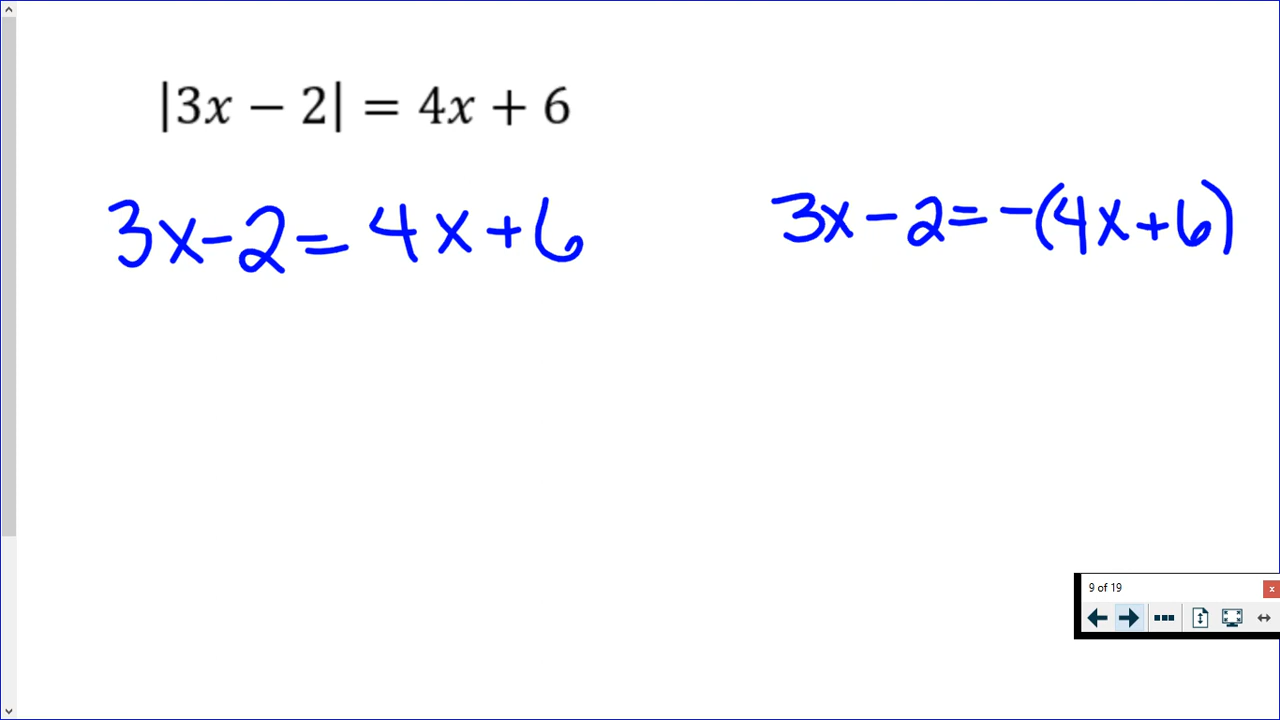 |3x − 2| = 4x + 6
3x-2=4x+6
3x-2=-(4x+6)
9 of 19
x